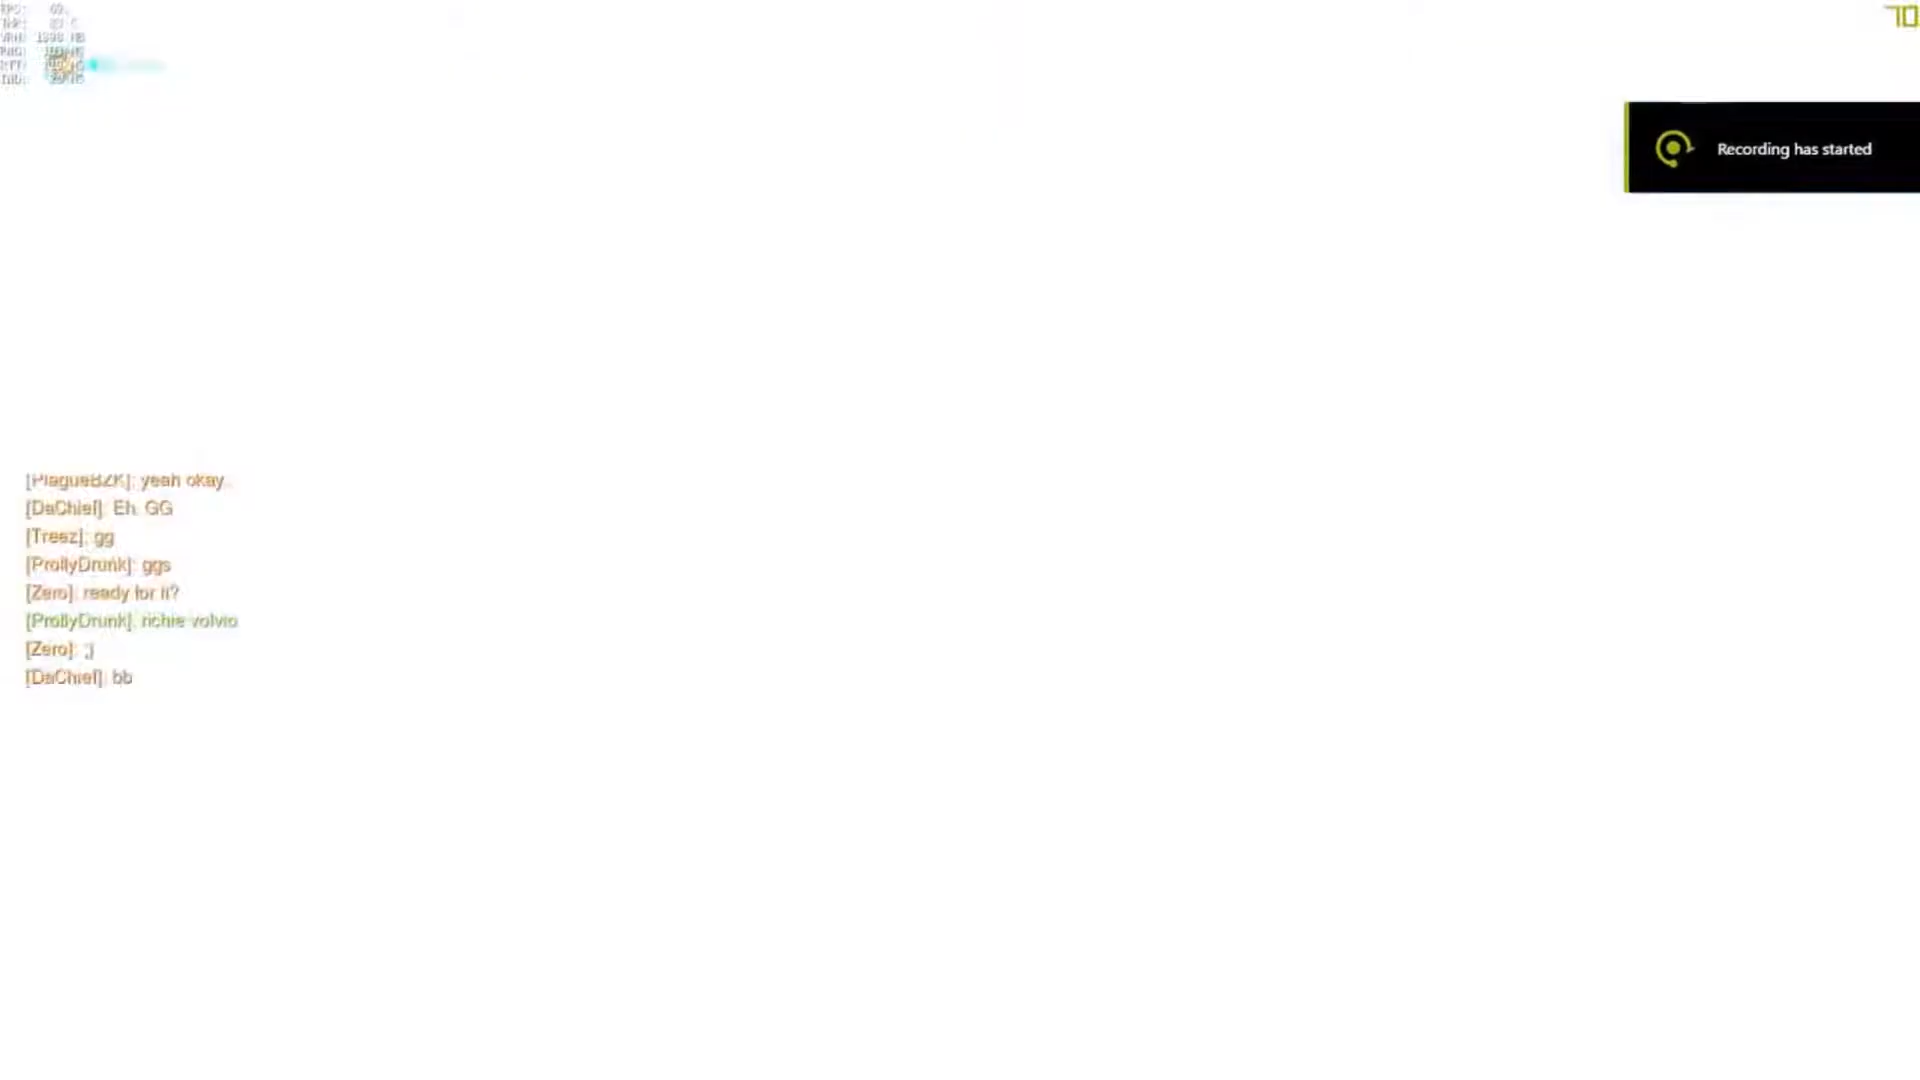 70
Recording has started
[PlagueBZK]: yeah okay.
[DaChief]: Eh. GG
[Treez]: gg
[ProllyDrunk]: ggs
[Zero]: ready for it?
[ProllyDrunk]: richie volvio
[Zero]: ;)
[DaChief]: bb